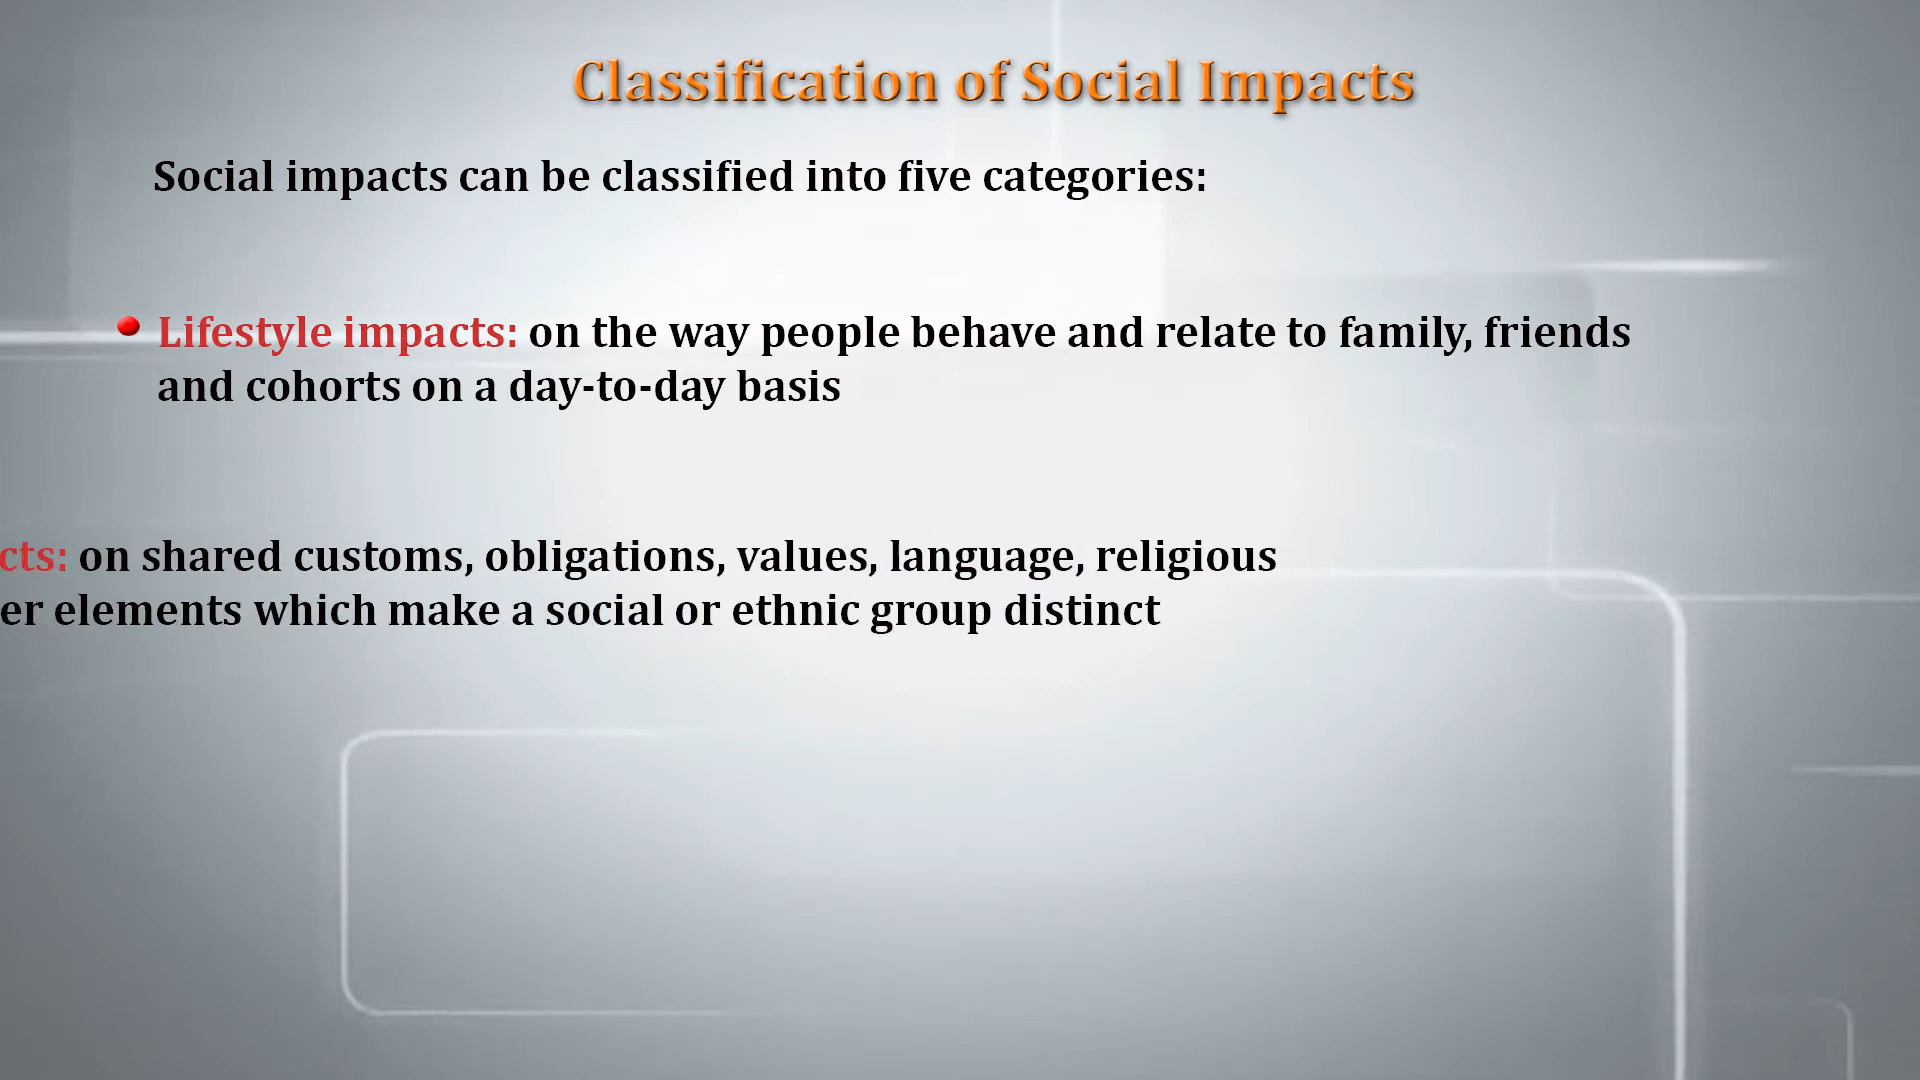 Classification of Social Impacts
Social impacts can be classified into five categories:
Lifestyle impacts: on the way people behave and relate to family, friends
and cohorts on a day-to-day basis
cts: on shared customs, obligations, values, language, religious
er elements which make a social or ethnic group distinct